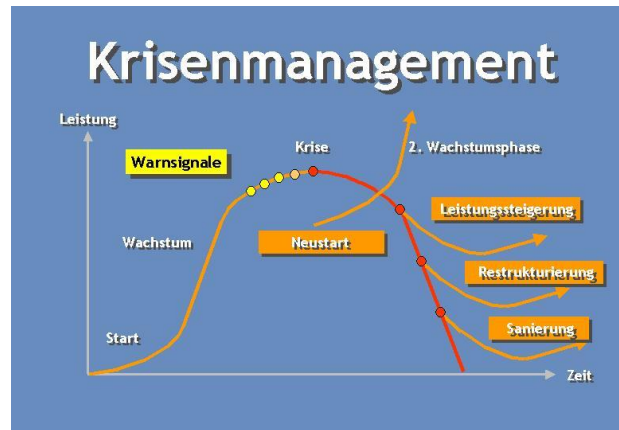 Krisenmanagement
Leistung
Krise
2. Wachstumsphase
Warnsignale
Leistungssteigerung
Wachstum
Neustart
Restrukturierung
Sanierung
Start
Zeit